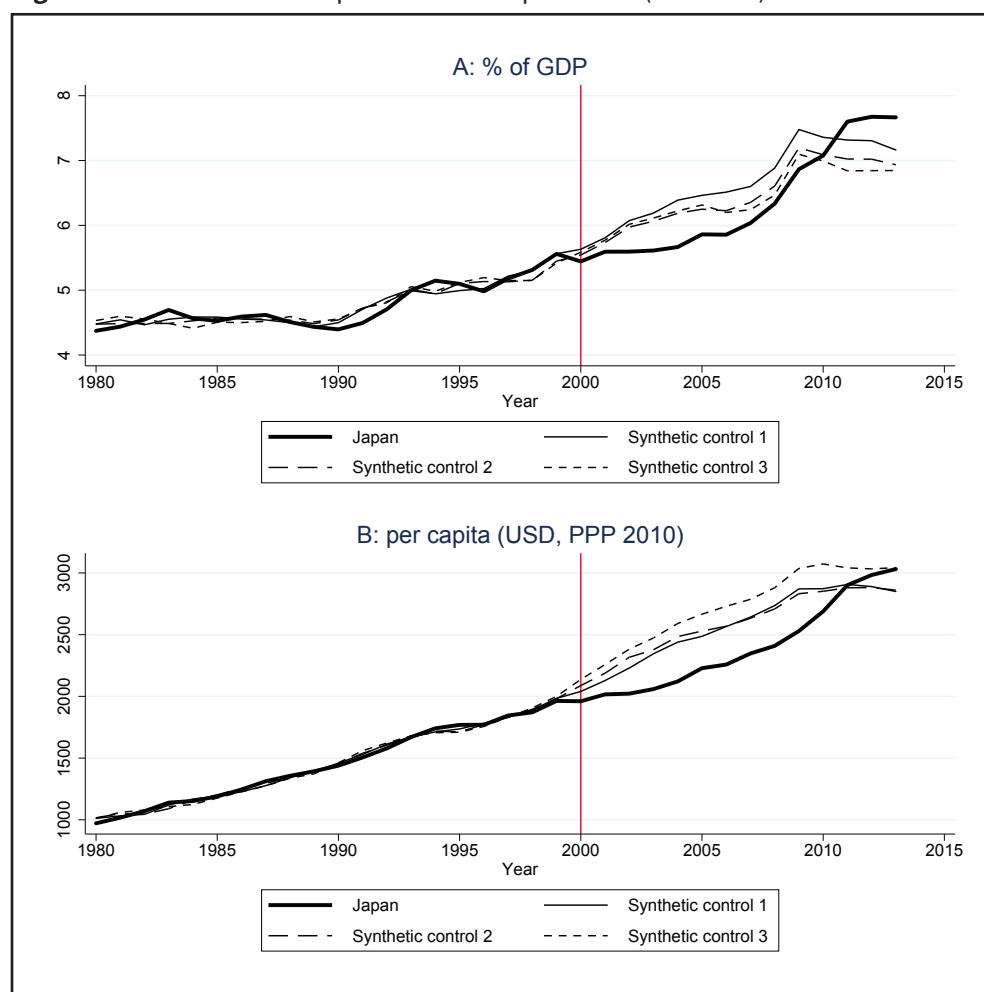 A: % of GDP
8
7
6
5
4
1980 1985 1990 1995 2000 2005 2010 2015
Year
Japan Synthetic control 1
Synthetic control 2 Synthetic control 3
B: per capita (USD, PPP 2010)
3000
2500
2000
1500
1000
1980 1985 1990 1995 2000 2005 2010 2015
Year
Japan Synthetic control 1
Synthetic control 2 Synthetic control 3